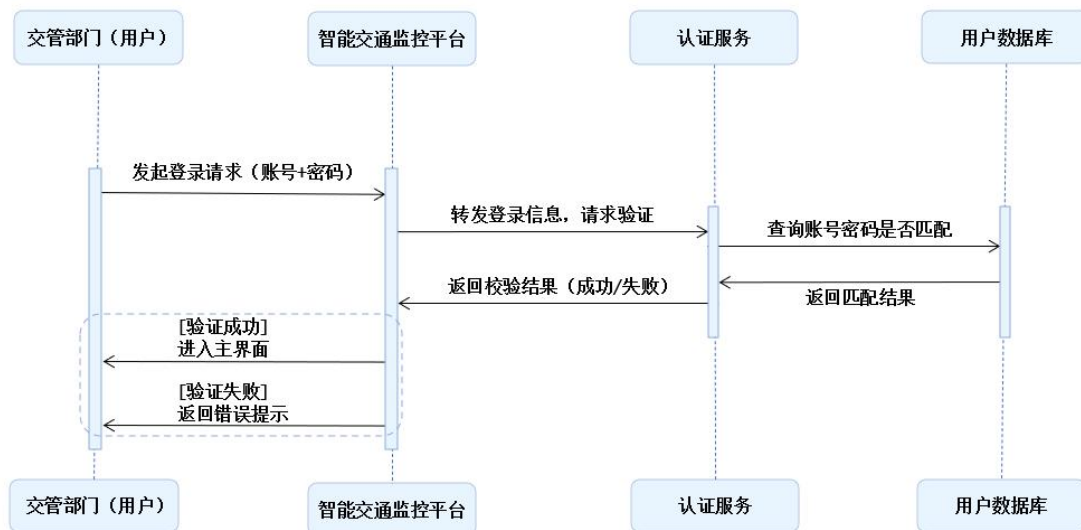 交管部门（用户）
智能交通监控平台
认证服务
用户数据库
发起登录请求（账号+密码）
转发登录信息，请求验证
查询账号密码是否匹配
返回校验结果（成功/失败）
返回匹配结果
[验证成功]
进入主界面
[验证失败]
返回错误提示
交管部门（用户）
智能交通监控平台
认证服务
用户数据库